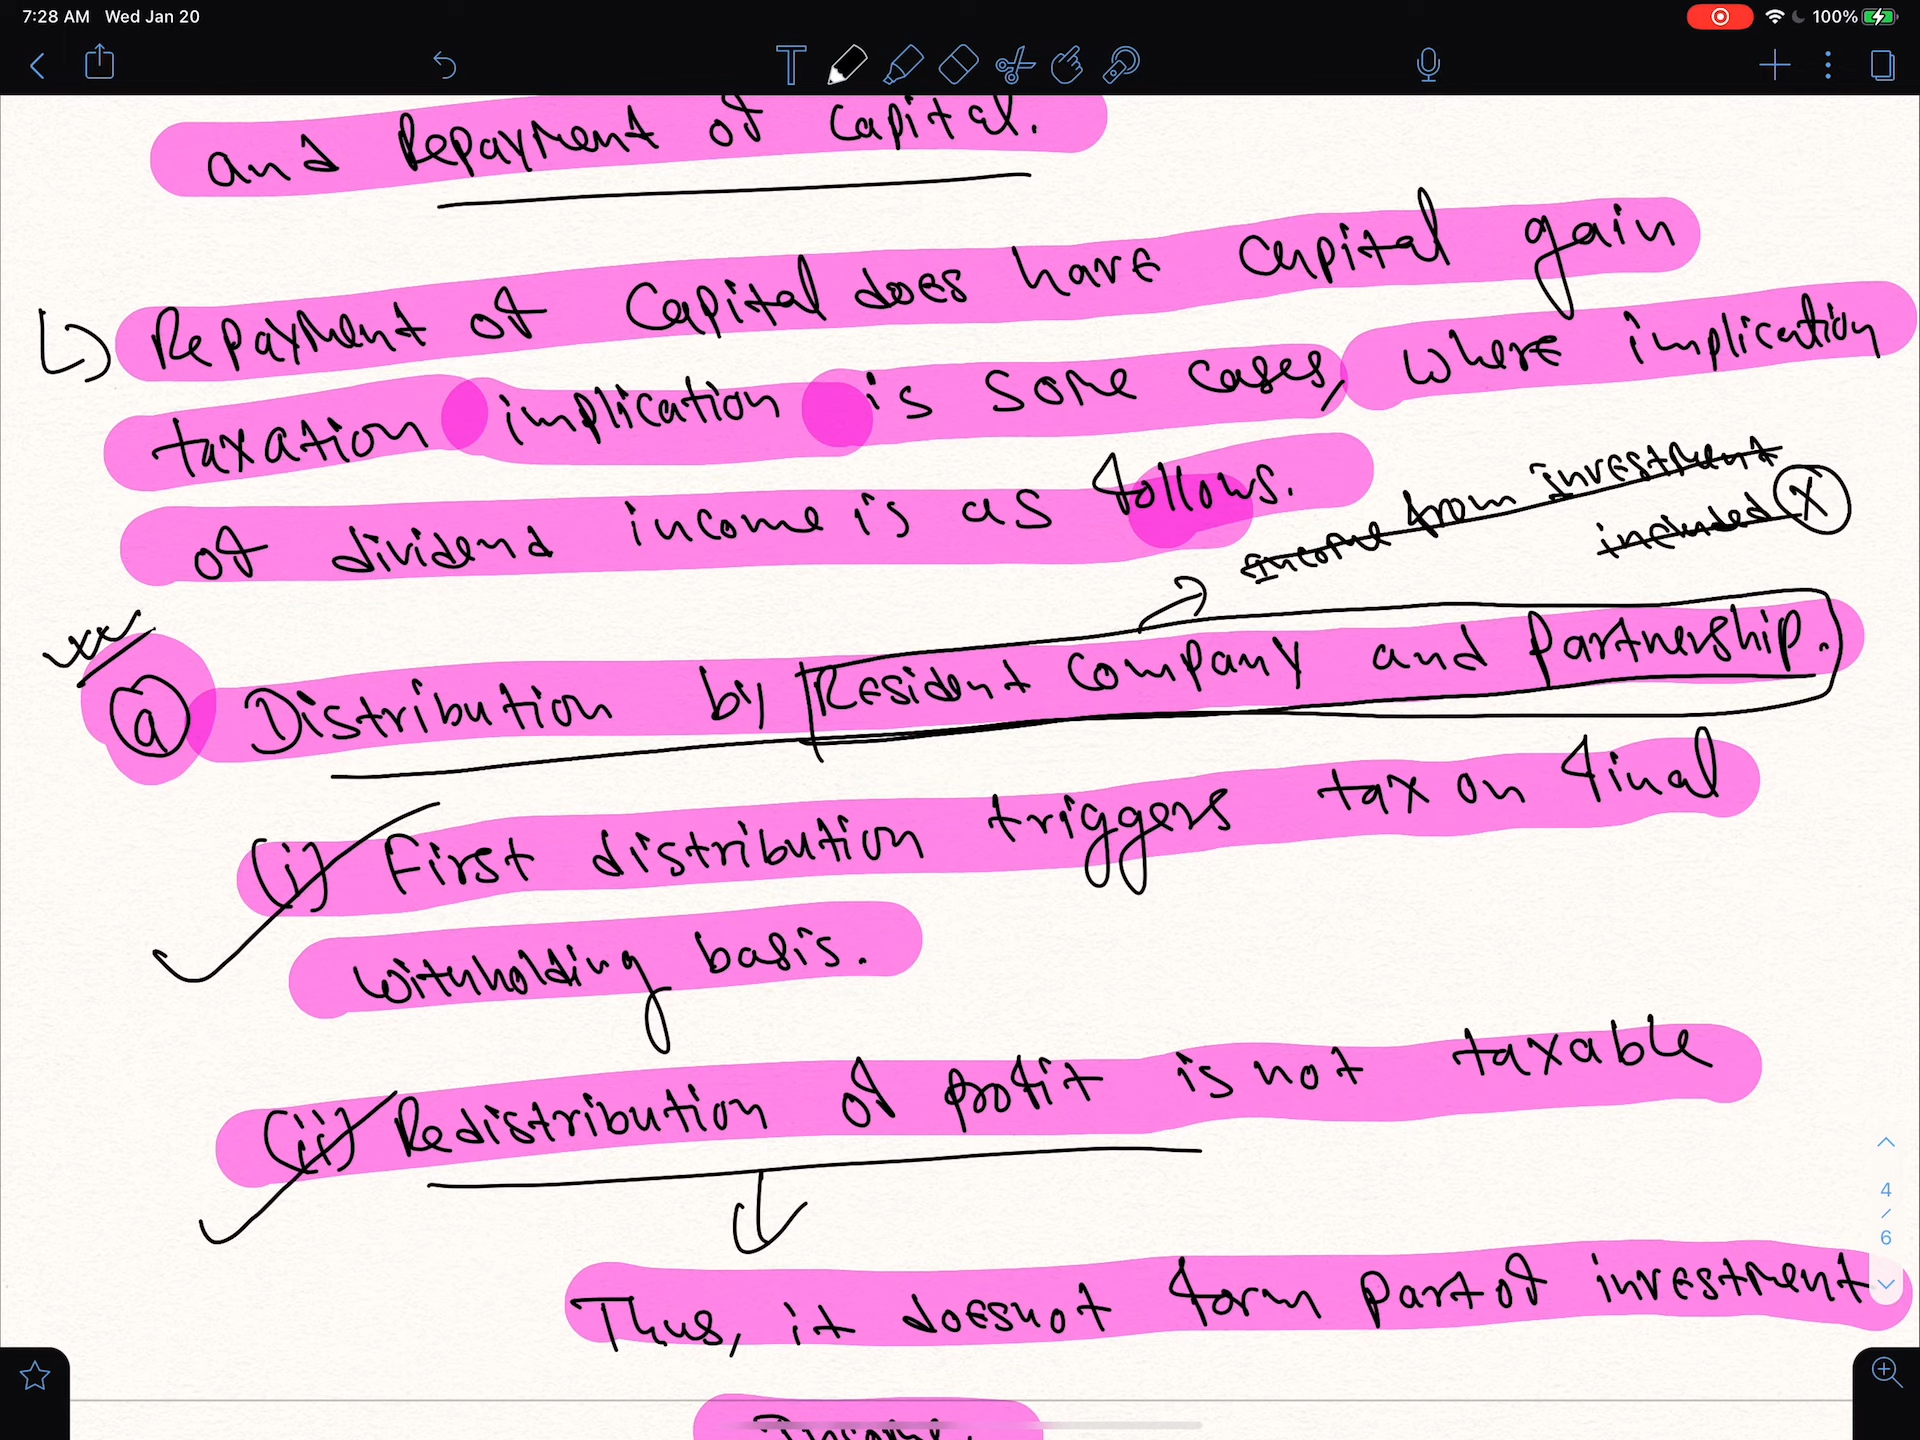 7:28 AM Wed Jan 20
100%
and Repayment of capital.
Repayment of Capital does have capital gain
taxation implication is some cases, where implication
of dividend income is as follows.
income from investment
included X
a Distribution by Resident Company and Partnership.
(i) First distribution triggers tax on final
withholding basis.
(ii) Redistribution of profit is not taxable
4
/
6
Thus, it doesnot form part of investment
Income.